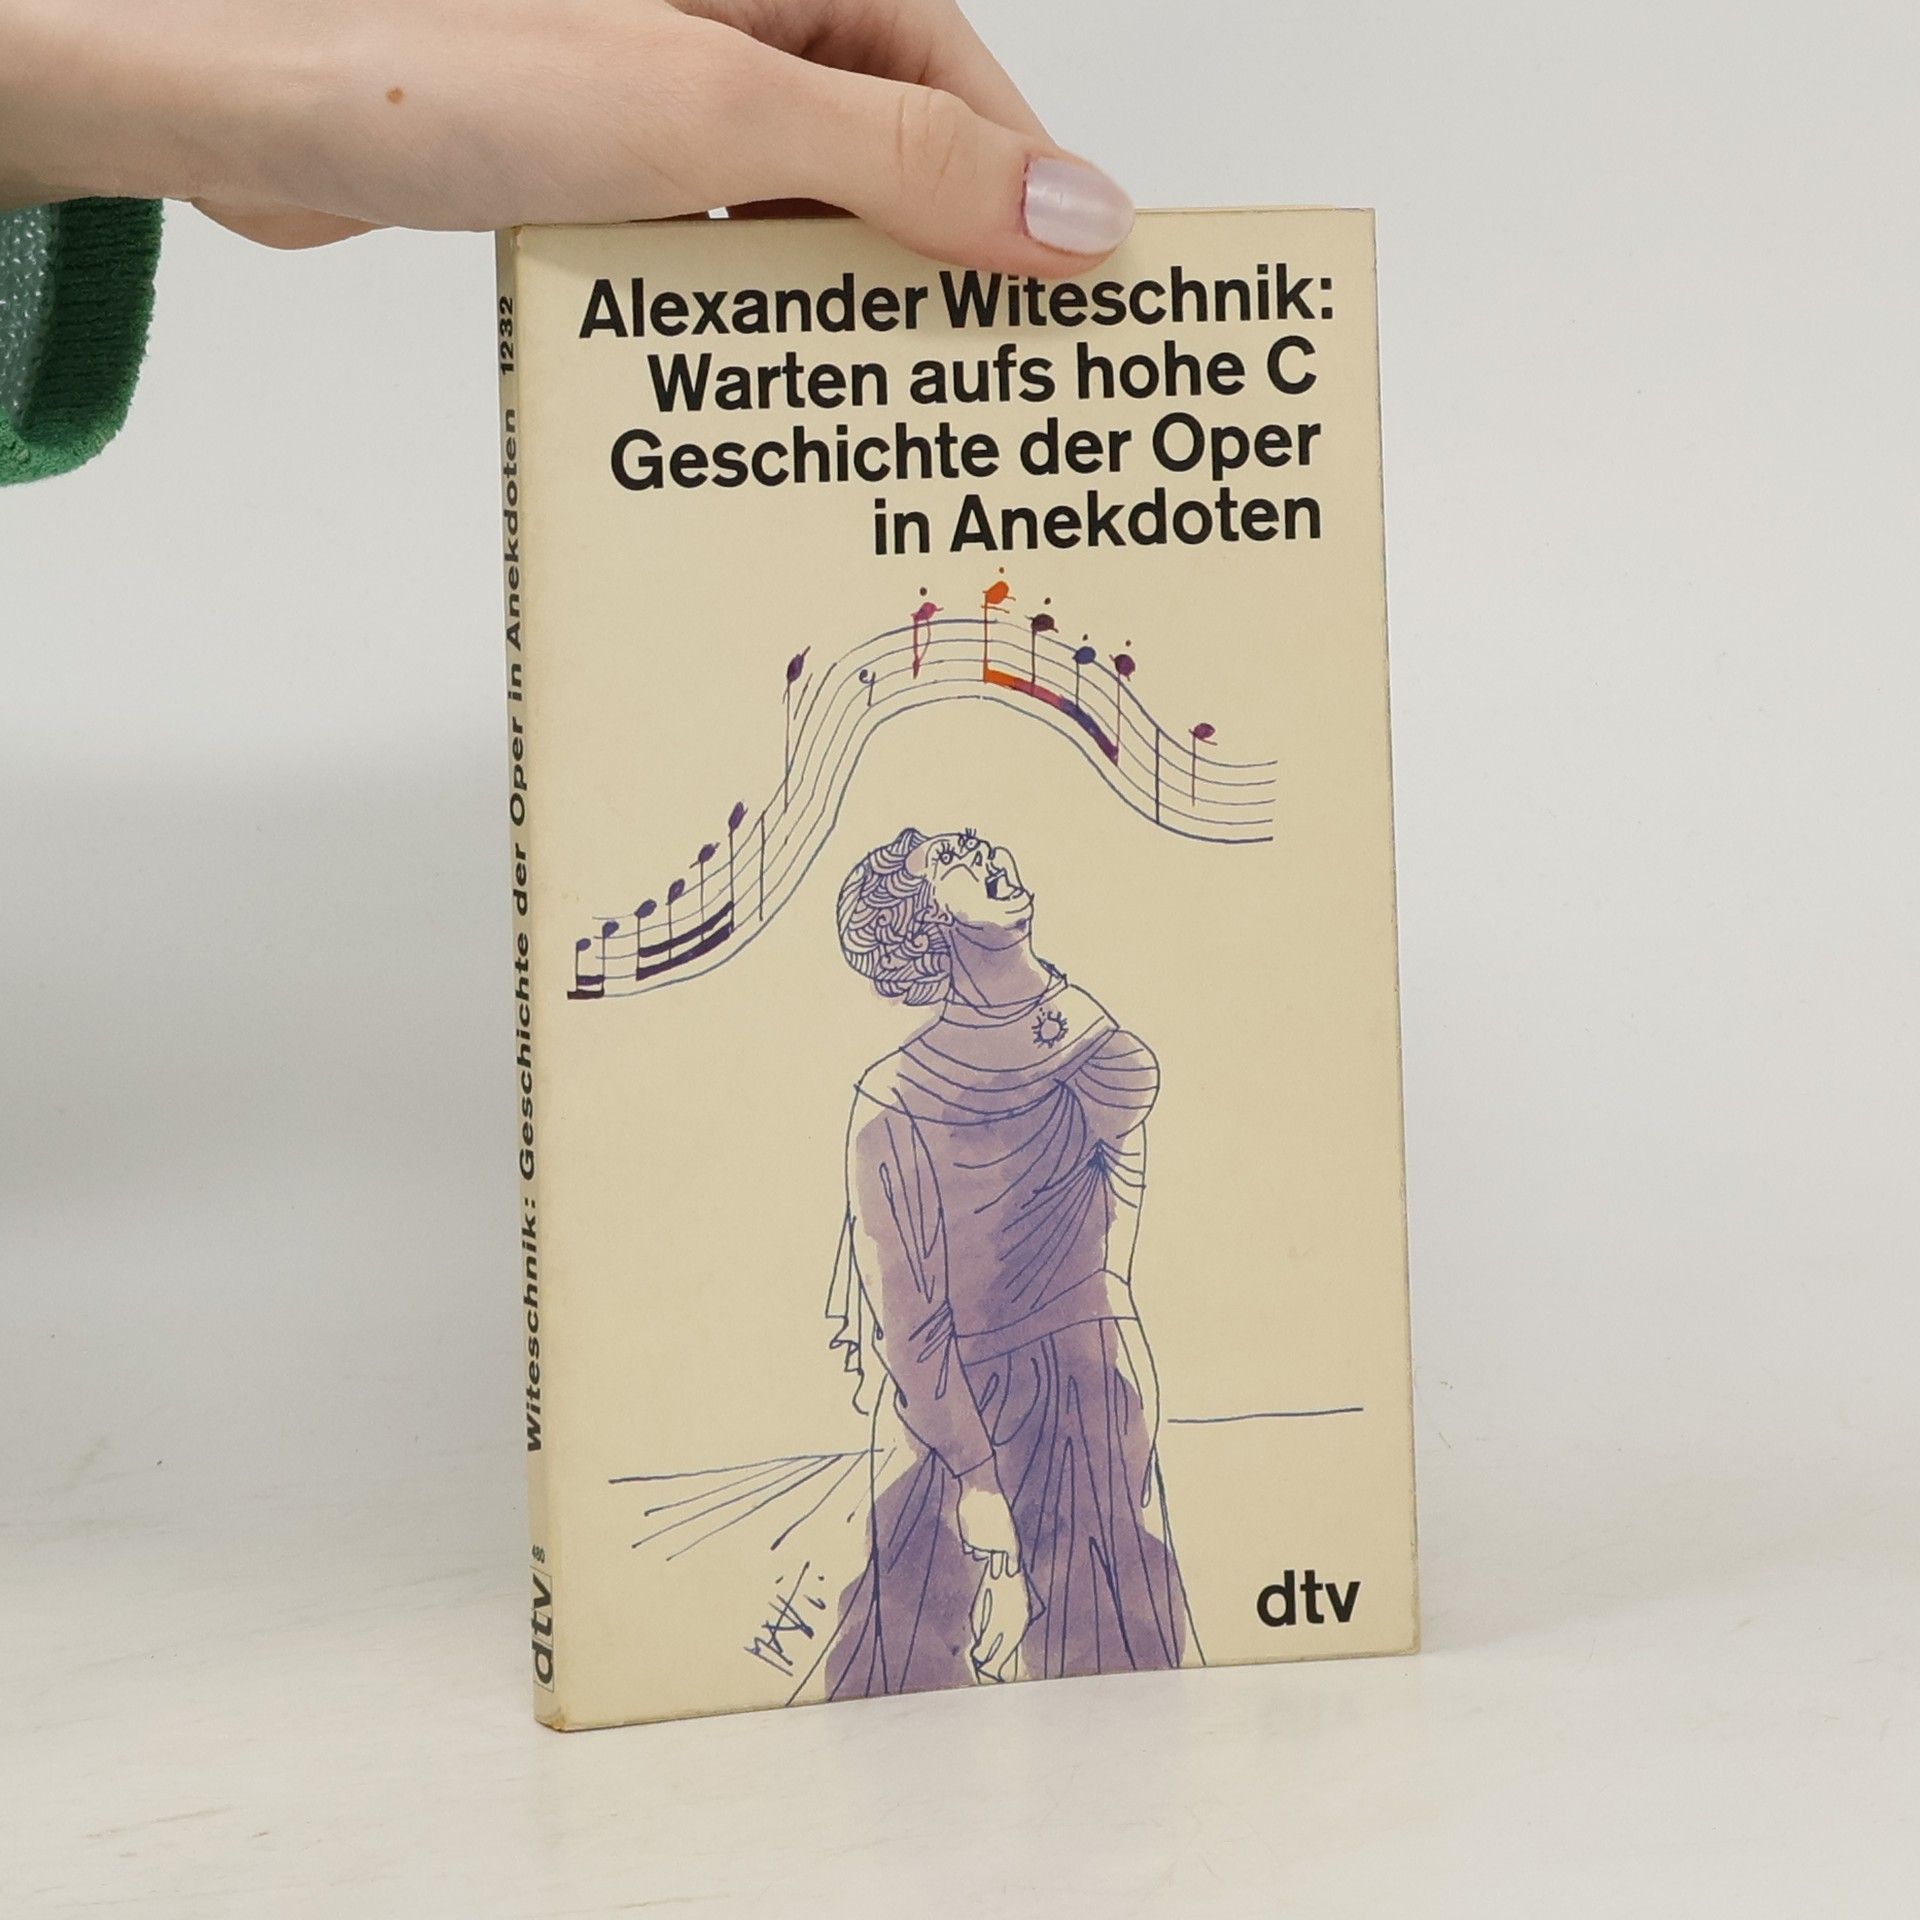 Alexander Witeschnik:
Warten aufs hohe C
Geschichte der Oper
in Anekdoten
dtv
Witeschnik: Geschichte der Oper in Anekdoten 1232
dtv
480